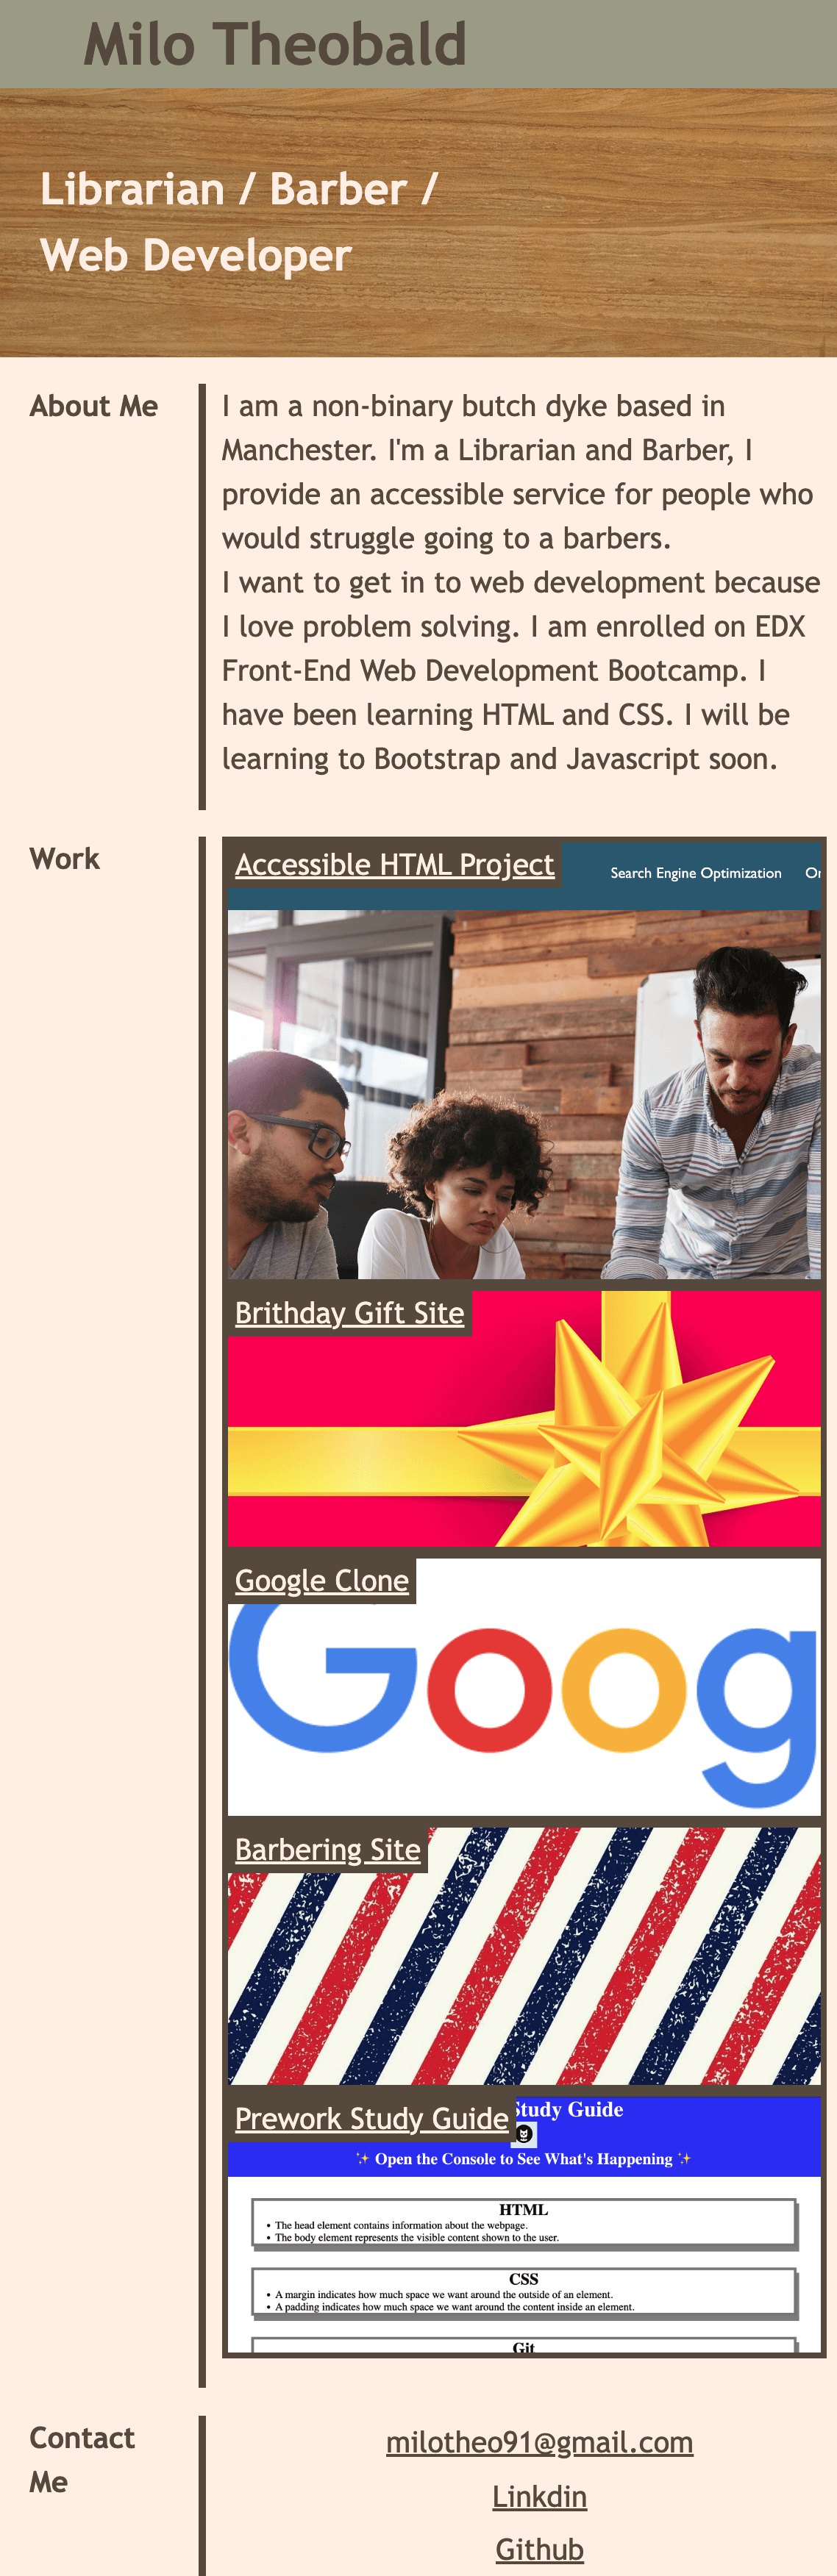 Milo Theobald
Librarian / Barber /
Web Developer
About Me
I am a non-binary butch dyke based in
Manchester. I'm a Librarian and Barber, I
provide an accessible service for people who
would struggle going to a barbers.
I want to get in to web development because
I love problem solving. I am enrolled on EDX
Front-End Web Development Bootcamp. I
have been learning HTML and CSS. I will be
learning to Bootstrap and Javascript soon.
Work
Accessible HTML Project
Search Engine Optimization
Brithday Gift Site
Google Clone
Goog
Barbering Site
Prework Study Guide
Study Guide
✨ Open the Console to See What's Happening ✨
HTML
• The head element contains information about the webpage.
• The body element represents the visible content shown to the user.
CSS
• A margin indicates how much space we want around the outside of an element.
• A padding indicates how much space we want around the content inside an element.
Git
Contact
Me
milotheo91@gmail.com
Linkdin
Github